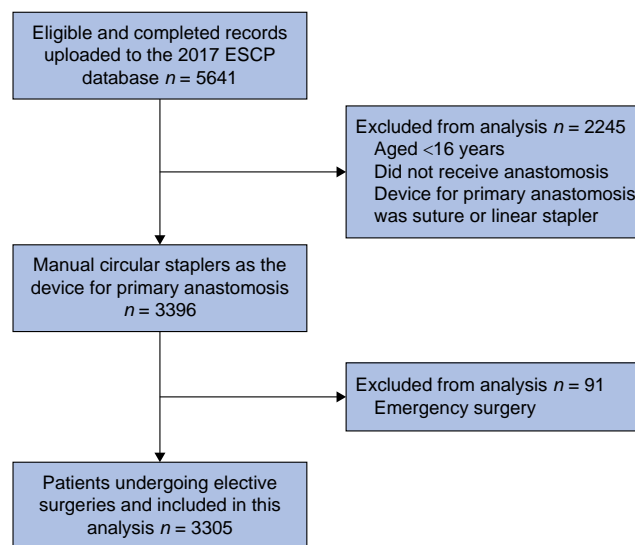 Eligible and completed records
uploaded to the 2017 ESCP
database n = 5641
Excluded from analysis n = 2245
Aged <16 years
Did not receive anastomosis
Device for primary anastomosis
was suture or linear stapler
Manual circular staplers as the
device for primary anastomosis
n = 3396
Excluded from analysis n = 91
Emergency surgery
Patients undergoing elective
surgeries and included in this
analysis n = 3305